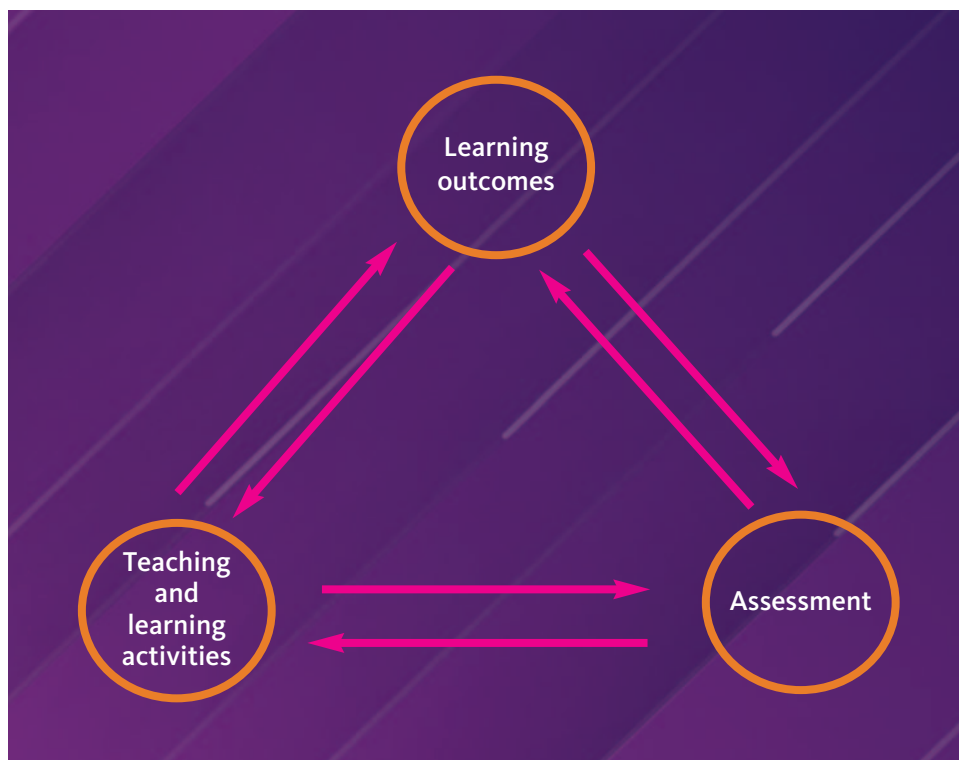 Learning
outcomes
Teaching
and
learning
activities
Assessment